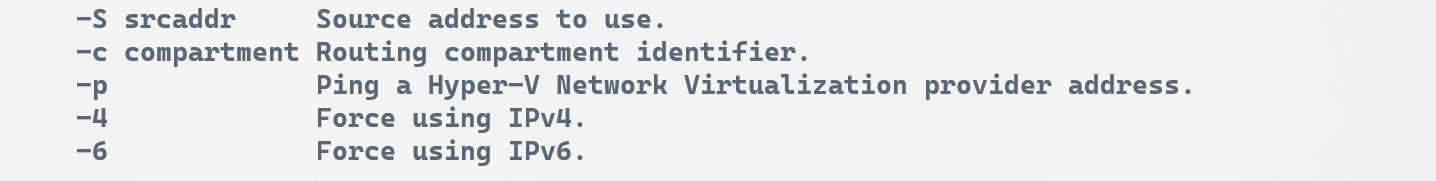 -S srcaddr     Source address to use.
-c compartment Routing compartment identifier.
-p             Ping a Hyper-V Network Virtualization provider address.
-4             Force using IPv4.
-6             Force using IPv6.